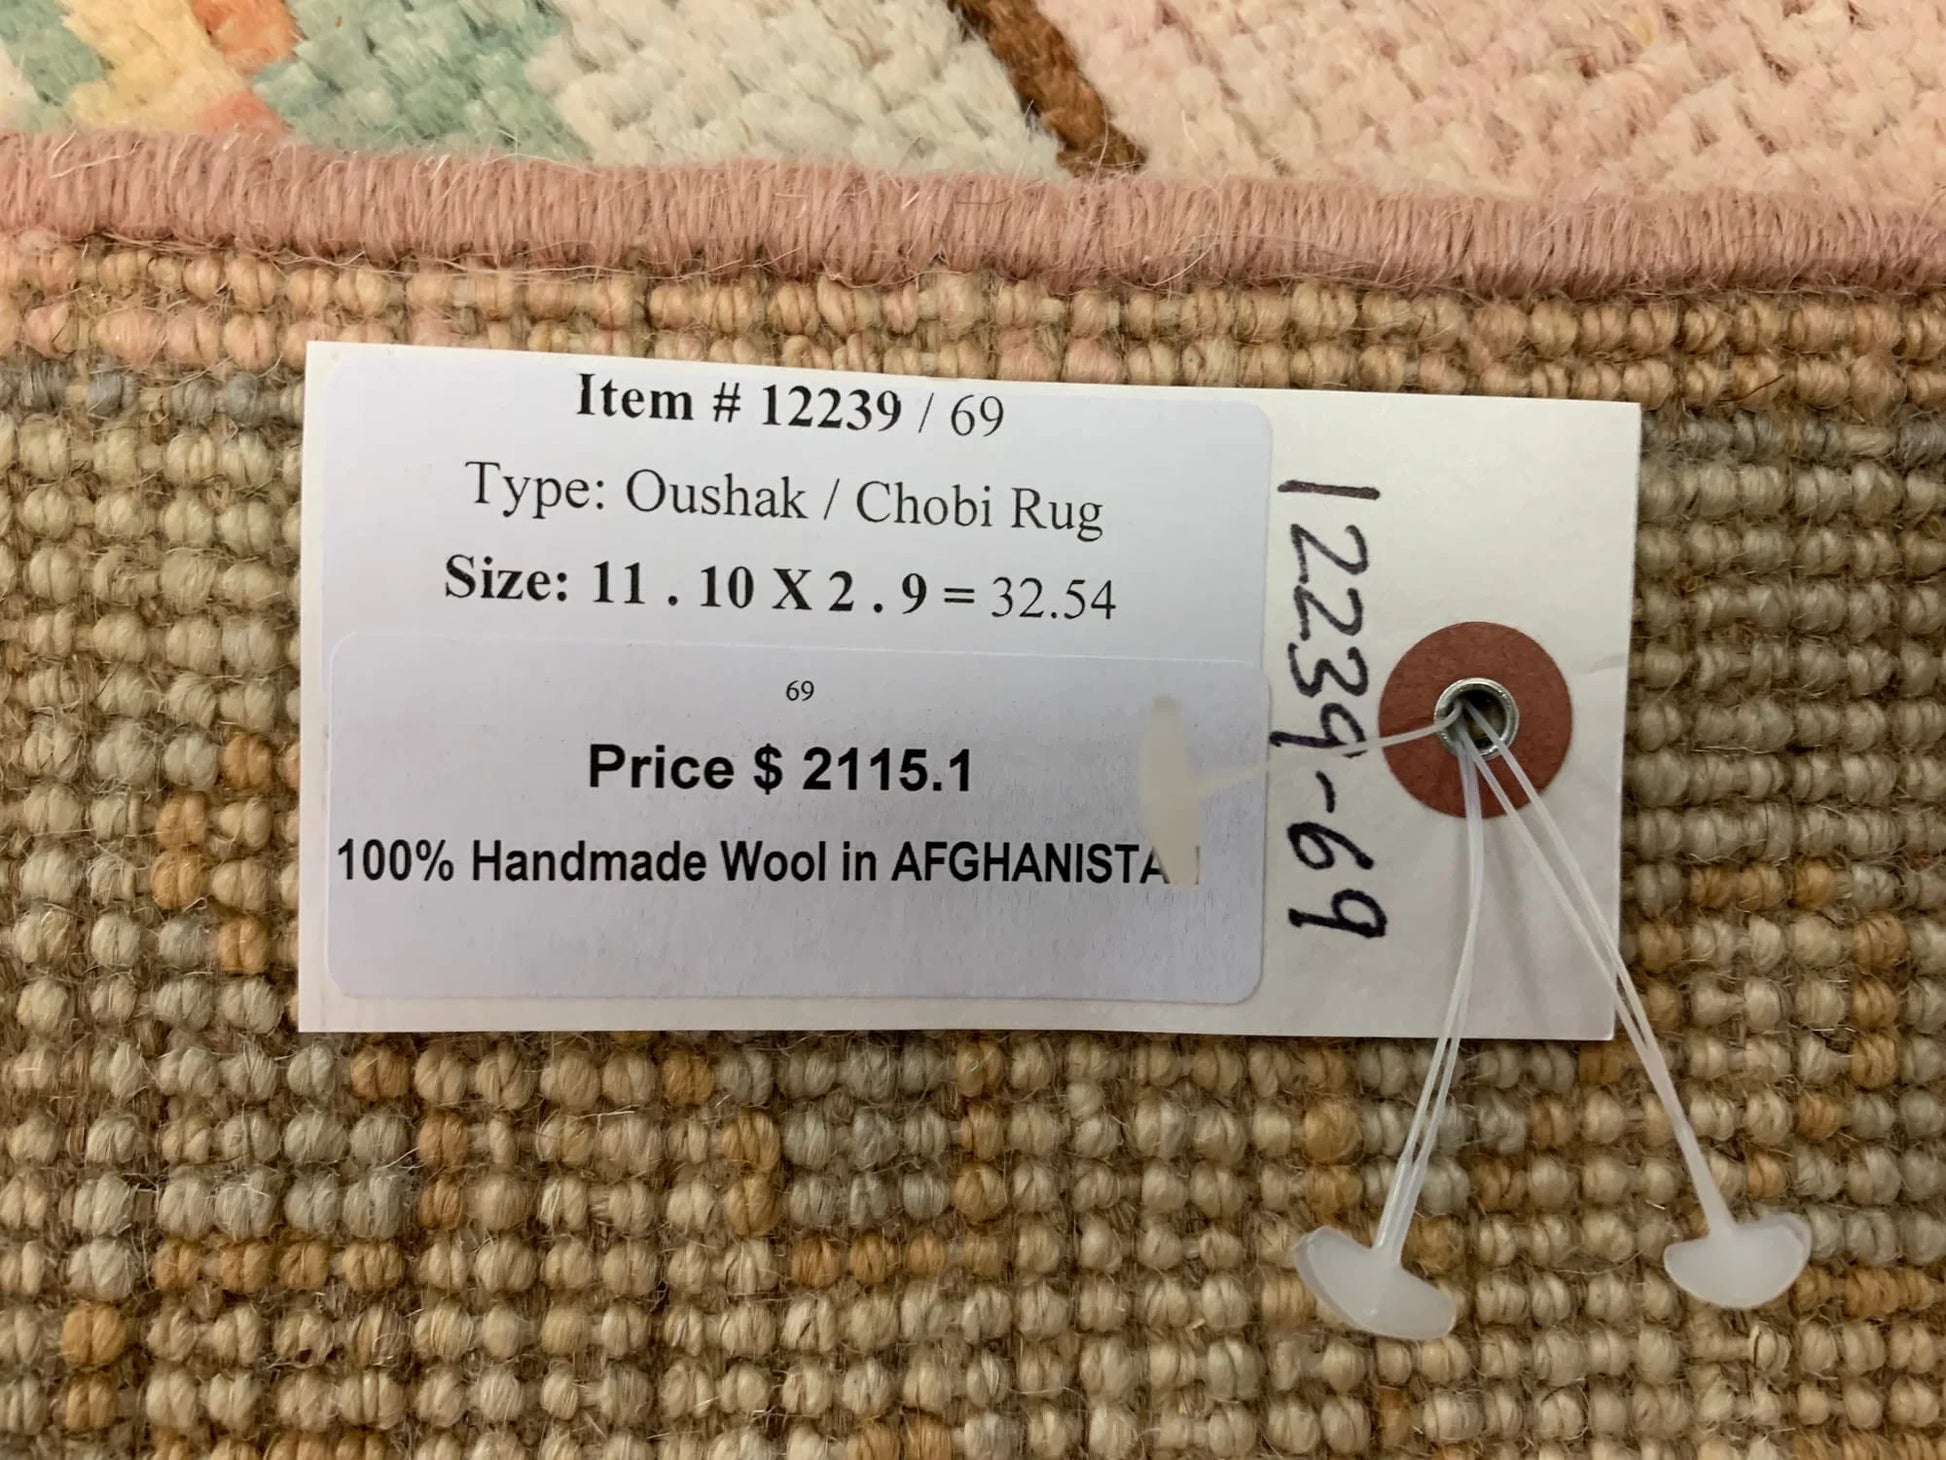 Item # 12239 / 69
Type: Oushak / Chobi Rug
Size: 11 . 10 X 2 . 9 = 32.54
69
Price $ 2115.1
100% Handmade Wool in AFGHANISTAN
12239-69